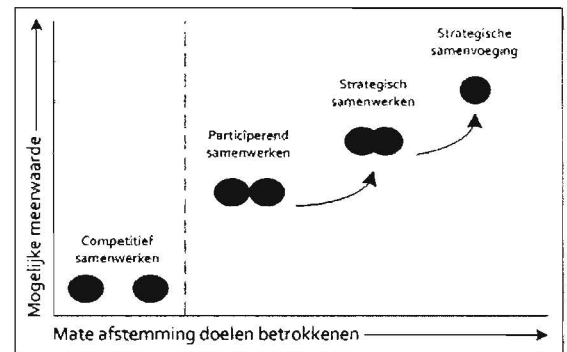 Strategische
samenvoeging
Strategisch
samenwerken
Participerend
samenwerken
Competitief
samenwerken
Mogelijke meerwaarde
Mate afstemming doelen betrokkenen